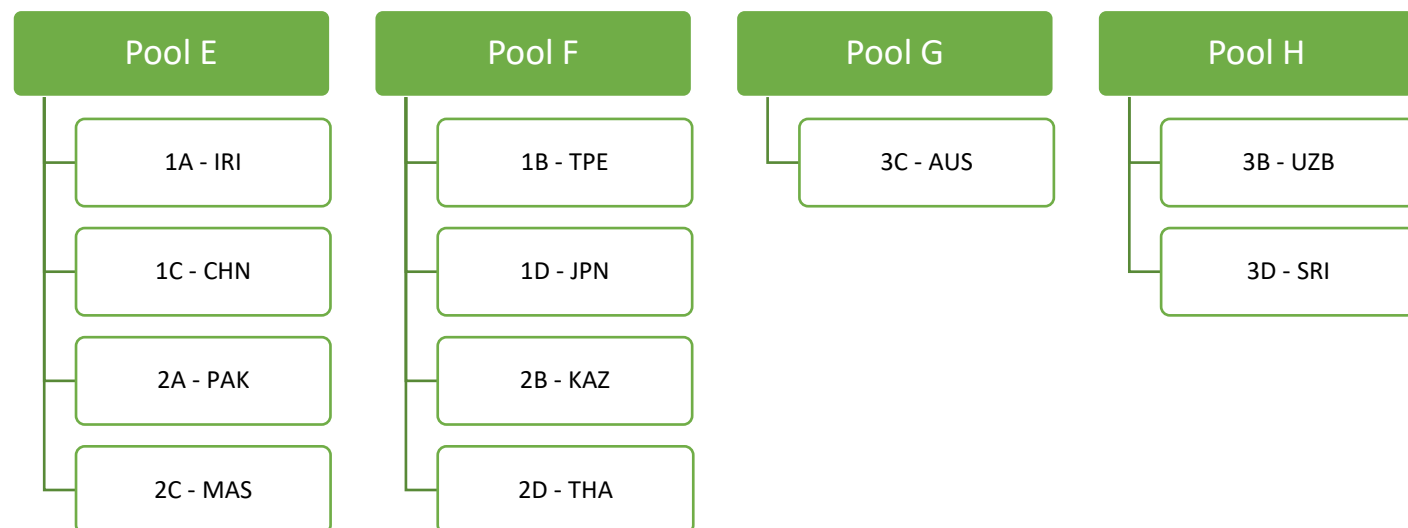 Pool E
1A - IRI
1C - CHN
2A - PAK
2C - MAS
Pool F
1B - TPE
1D - JPN
2B - KAZ
2D - THA
Pool G
3C - AUS
Pool H
3B - UZB
3D - SRI